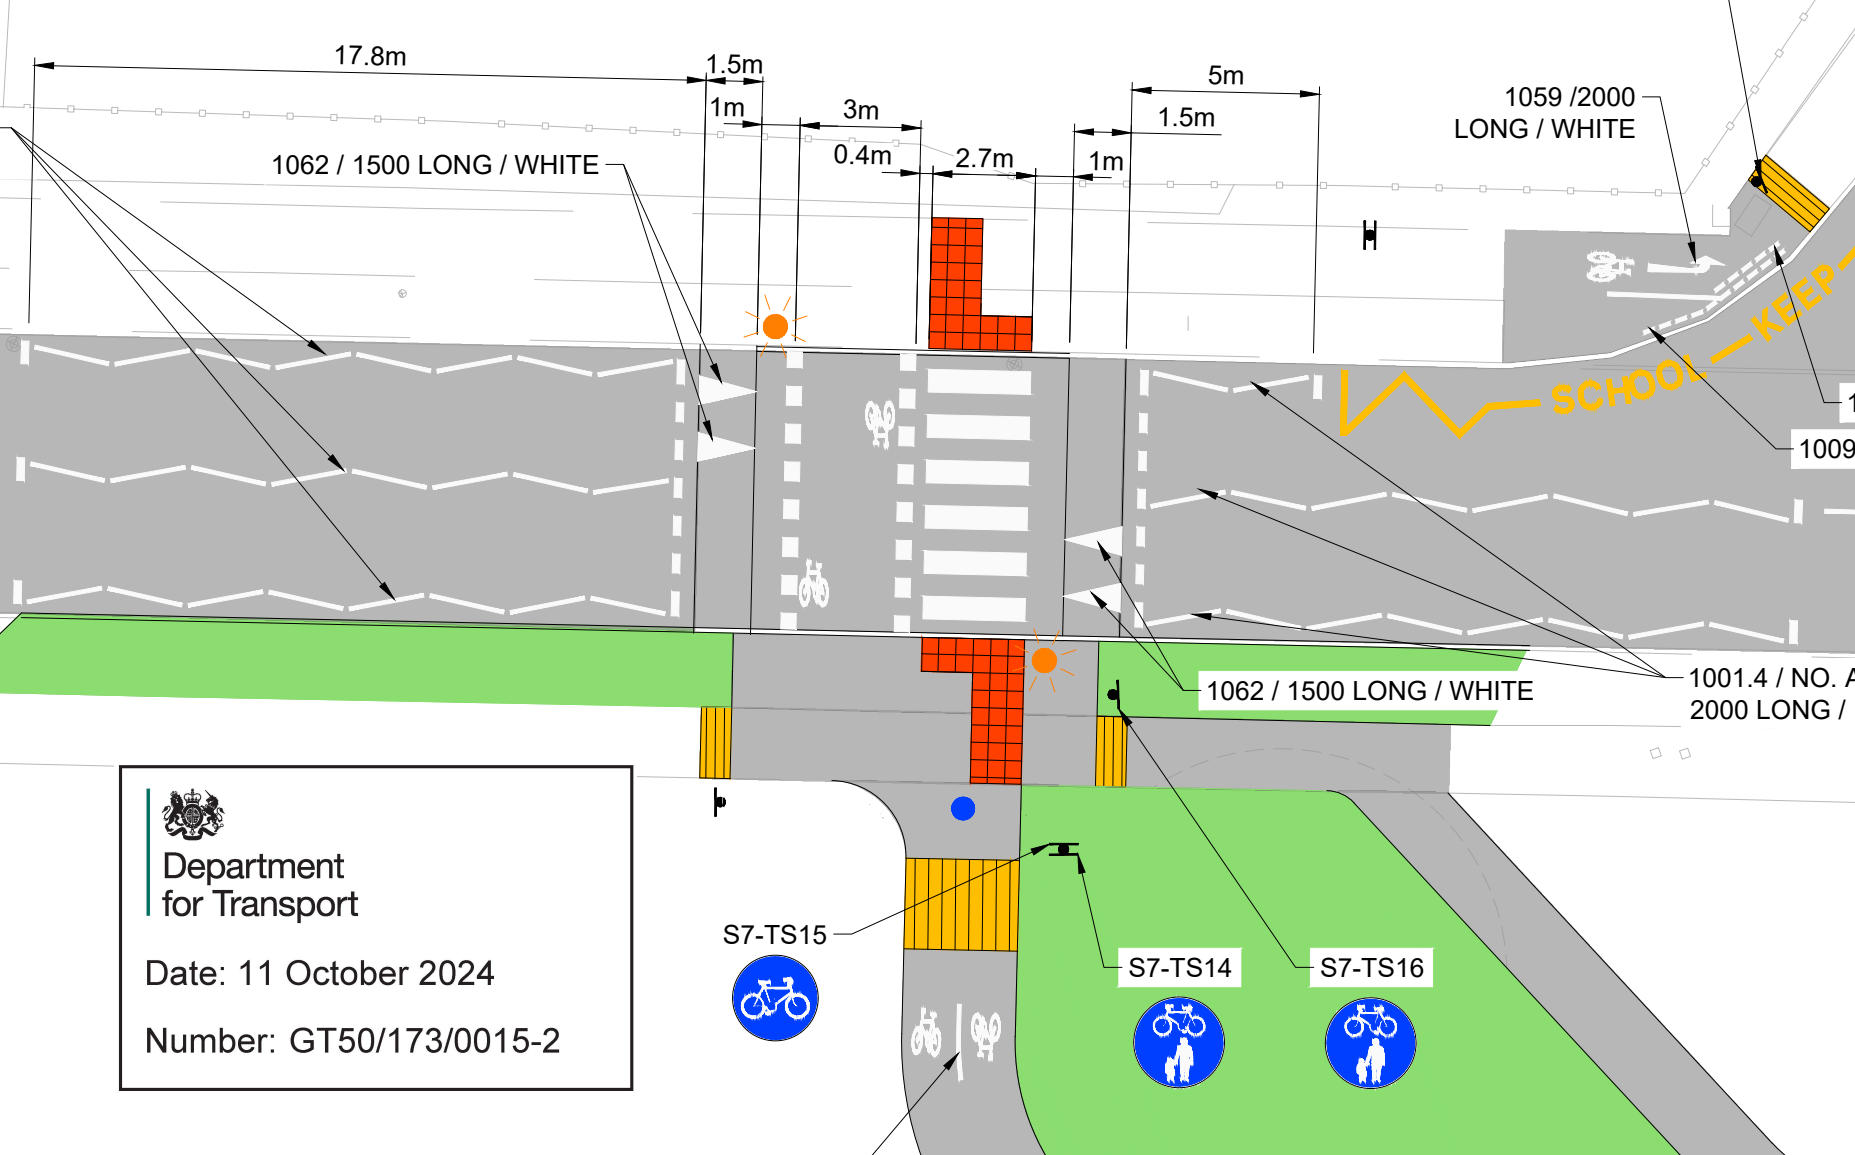 17.8m
1.5m
5m
1m
3m
1.5m
0.4m
2.7m
1m
1059 /2000
LONG / WHITE
1062 / 1500 LONG / WHITE
SCHOOL KEEP
1
1009
1062 / 1500 LONG / WHITE
1001.4 / NO. A
2000 LONG /
Department
for Transport
Date: 11 October 2024
Number: GT50/173/0015-2
S7-TS15
S7-TS14
S7-TS16